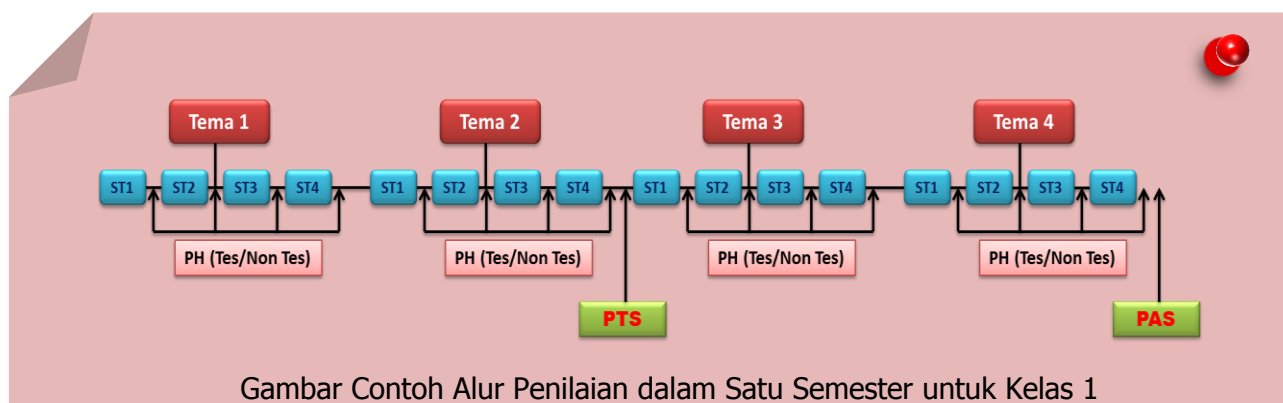 Tema 1 Tema 2 Tema 3 Tema 4
ST1 ST2 ST3 ST4 ST1 ST2 ST3 ST4 ST1 ST2 ST3 ST4 ST1 ST2 ST3 ST4
PH (Tes/Non Tes) PH (Tes/Non Tes) PH (Tes/Non Tes) PH (Tes/Non Tes)
PTS PAS
Gambar Contoh Alur Penilaian dalam Satu Semester untuk Kelas 1